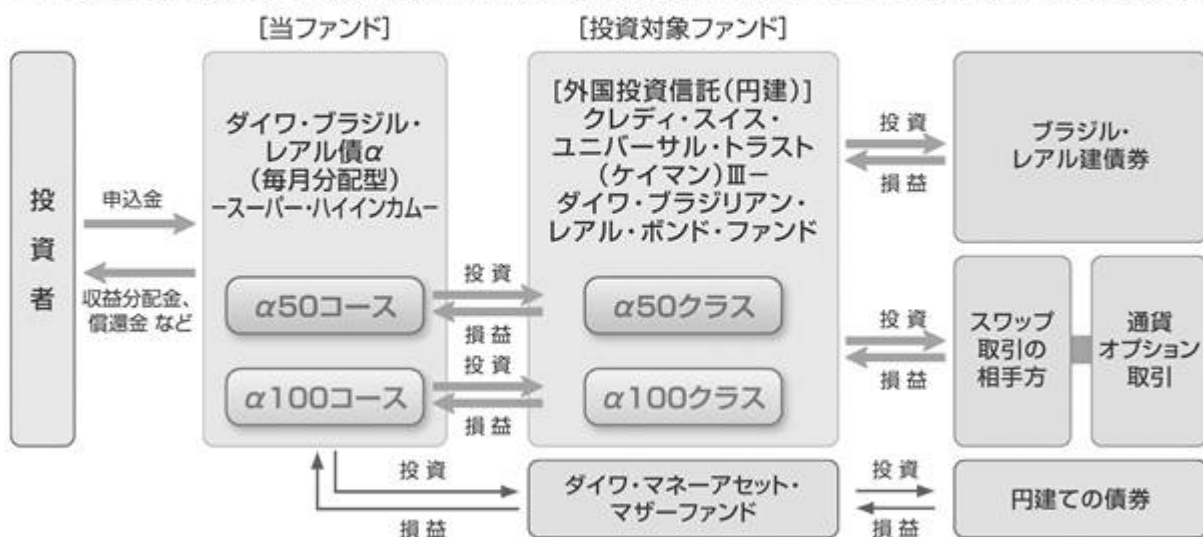 [当ファンド]
[投資対象ファンド]
投資者
申込金
収益分配金、
償還金 など
ダイワ・ブラジル・
レアル債α
(毎月分配型)
-スーパー・ハイインカム-
α50コース
α100コース
投 資
損 益
投 資
損 益
[外国投資信託(円建)]
クレディ・スイス・
ユニバーサル・トラスト
(ケイマン)Ⅲ-
ダイワ・ブラジリアン・
レアル・ボンド・ファンド
α50クラス
α100クラス
投 資
損 益
ブラジル・
レアル建債券
投 資
損 益
スワップ
取引の
相手方
通貨
オプション
取引
投 資
損 益
ダイワ・マネーアセット・
マザーファンド
投 資
損 益
円建ての債券